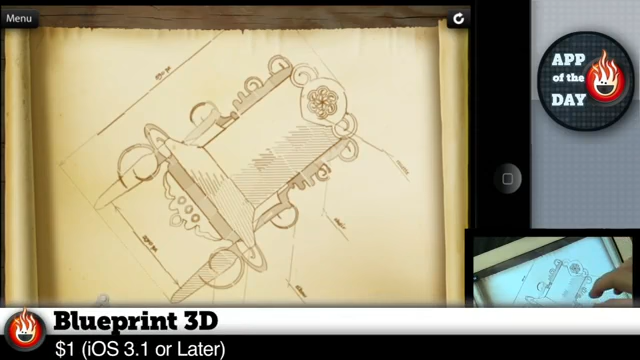 Menu
APP
of the
DAY
Blueprint 3D
$1 (iOS 3.1 or Later)